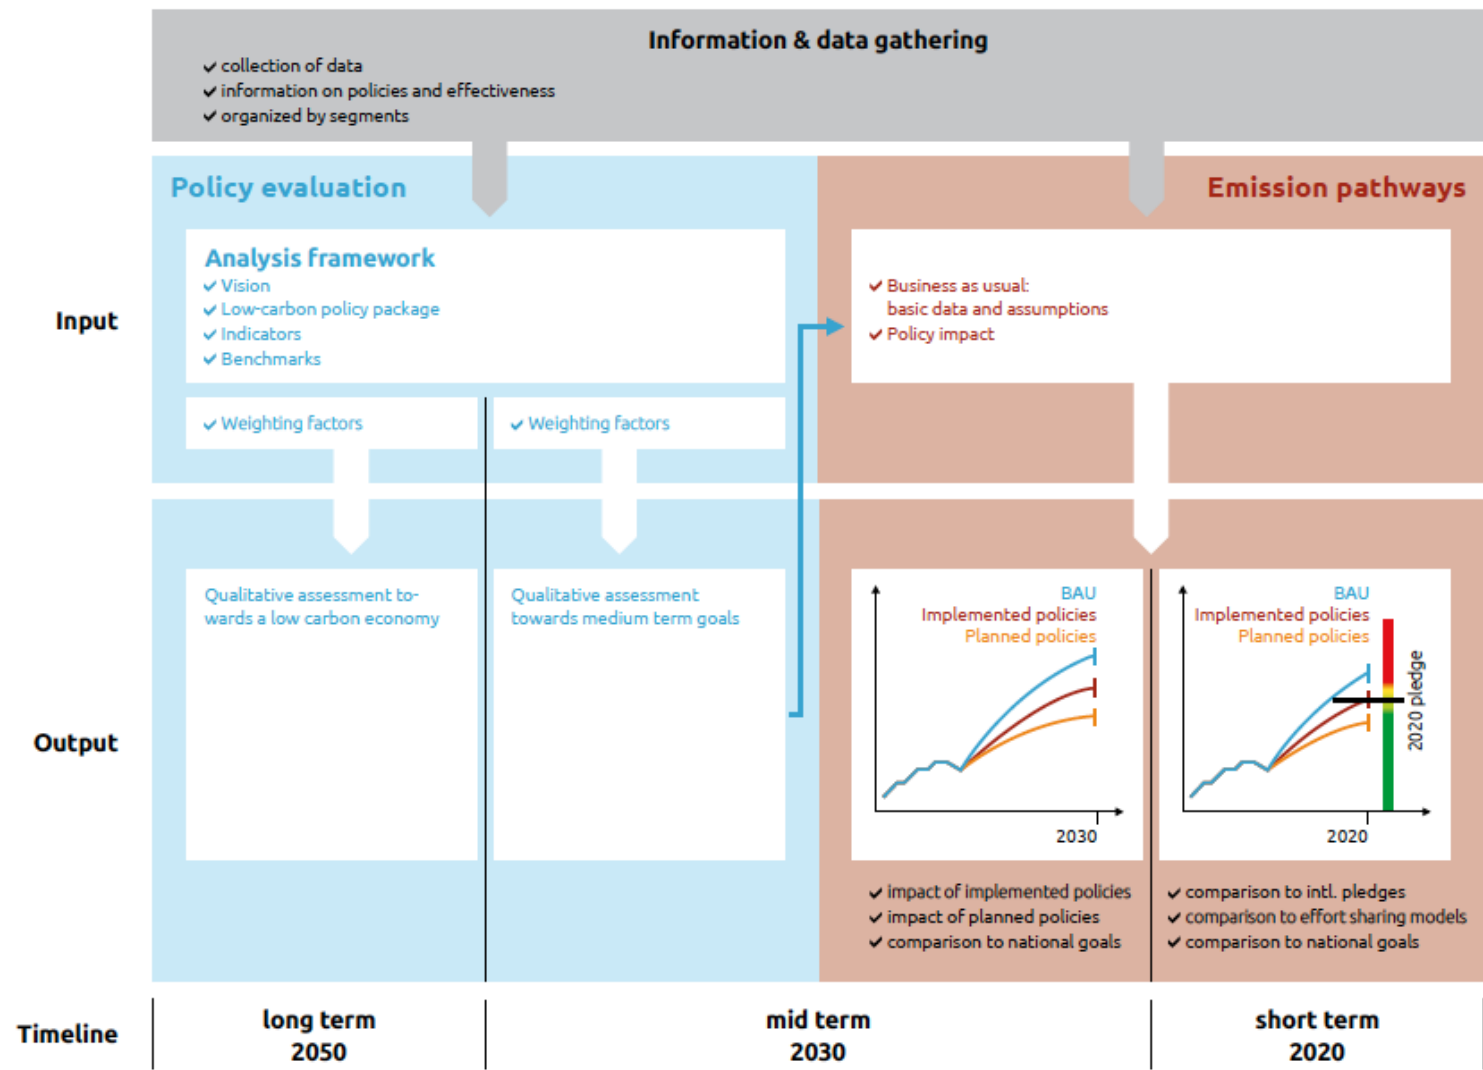 Information & data gathering
✓ collection of data
✓ information on policies and effectiveness
✓ organized by segments
Policy evaluation
Emission pathways
Input
Analysis framework
✓ Vision
✓ Low-carbon policy package
✓ Indicators
✓ Benchmarks
✓ Business as usual:
basic data and assumptions
✓ Policy impact
✓ Weighting factors
✓ Weighting factors
Output
Qualitative assessment to-
wards a low carbon economy
Qualitative assessment
towards medium term goals
BAU
Implemented policies
Planned policies
2030
BAU
Implemented policies
Planned policies
2020 pledge
2020
✓ impact of implemented policies
✓ impact of planned policies
✓ comparison to national goals
✓ comparison to intl. pledges
✓ comparison to effort sharing models
✓ comparison to national goals
Timeline
long term
2050
mid term
2030
short term
2020